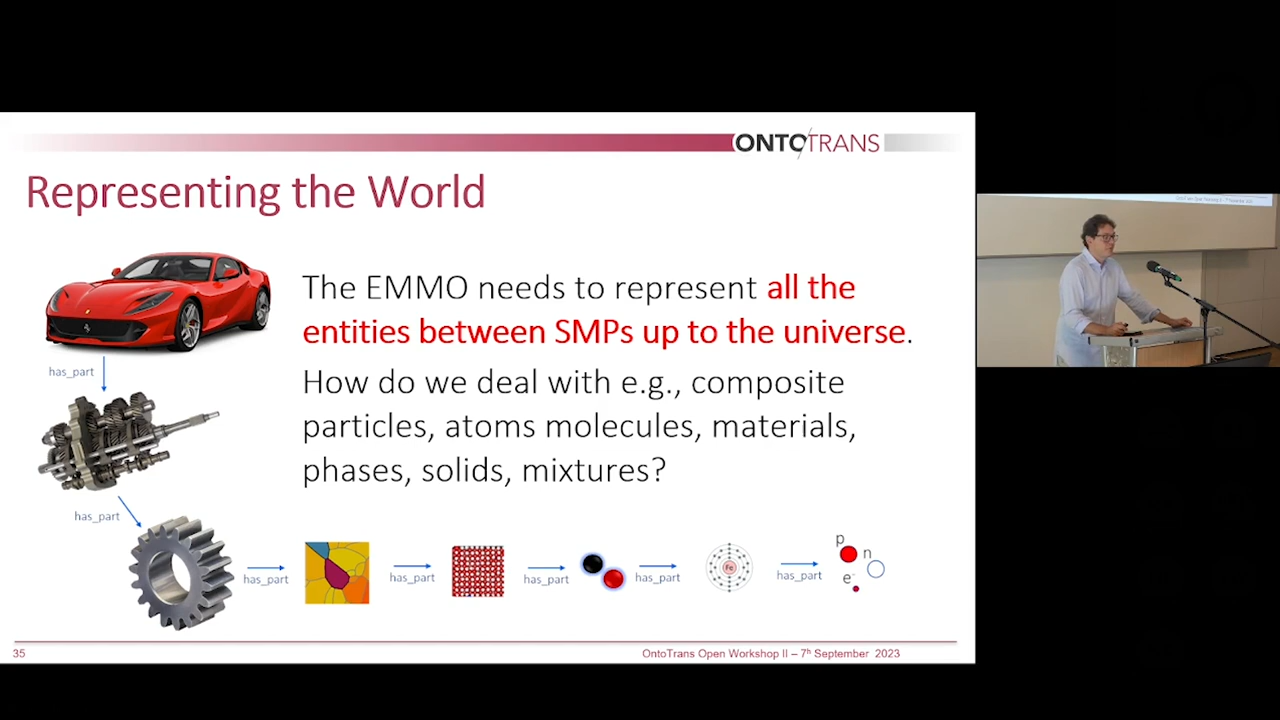 ONTOTRANS
Representing the World
The EMMO needs to represent all the
entities between SMPs up to the universe.
How do we deal with e.g., composite
particles, atoms molecules, materials,
phases, solids, mixtures?
has_part
has_part
has_part
has_part
has_part
has_part
has_part
Fe
p
n
e-
35
OntoTrans Open Workshop II – 7h September 2023